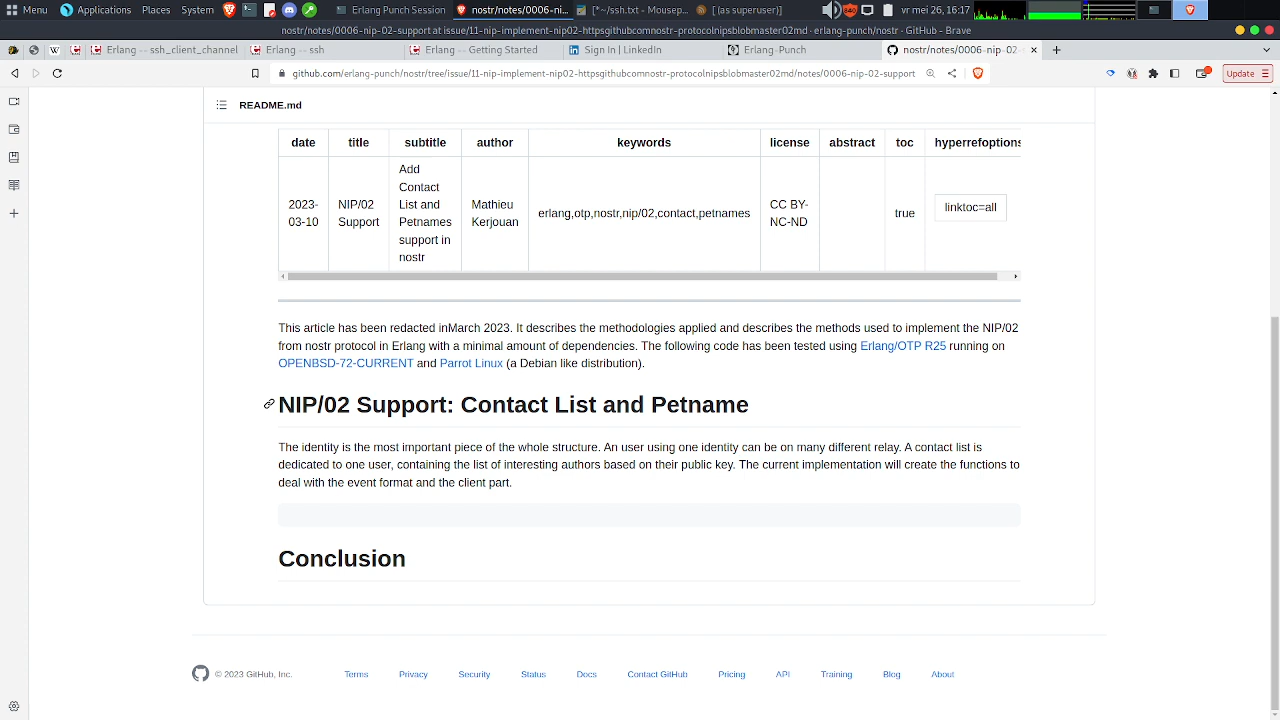 Menu Applications Places System Erlang nostr/notes/0006-nip... [~/ssh.txt - Mousepa... [[as superuser]] vr mei 26, 16:17
nostr/notes/0006-nip-02-support at issue/11-nip-implement-nip02-httpsgithubcomnostr-protocolnipsblobmaster02md · erlang-punch/nostr · GitHub - Brave
Erlang -- ssh_client_channel Erlang -- ssh Erlang -- Getting Started Sign In | LinkedIn Erlang-Punch nostr/notes/0006-nip-02-
github.com/erlang-punch/nostr/tree/issue/11-nip-implement-nip02-httpsgithubcomnostr-protocolnipsblobmaster02md/notes/0006-nip-02-support Update
README.md
date title subtitle author keywords license abstract toc hyperrefoptions
2023-03-10 NIP/02 Support Add Contact List and Petnames support in nostr Mathieu Kerjouan erlang,otp,nostr,nip/02,contact,petnames CC BY-NC-ND true linktoc=all
This article has been redacted inMarch 2023. It describes the methodologies applied and describes the methods used to implement the NIP/02
from nostr protocol in Erlang with a minimal amount of dependencies. The following code has been tested using Erlang/OTP R25 running on
OPENBSD-72-CURRENT and Parrot Linux (a Debian like distribution).
NIP/02 Support: Contact List and Petname
The identity is the most important piece of the whole structure. An user using one identity can be on many different relay. A contact list is
dedicated to one user, containing the list of interesting authors based on their public key. The current implementation will create the functions to
deal with the event format and the client part.
Conclusion
© 2023 GitHub, Inc. Terms Privacy Security Status Docs Contact GitHub Pricing API Training Blog About